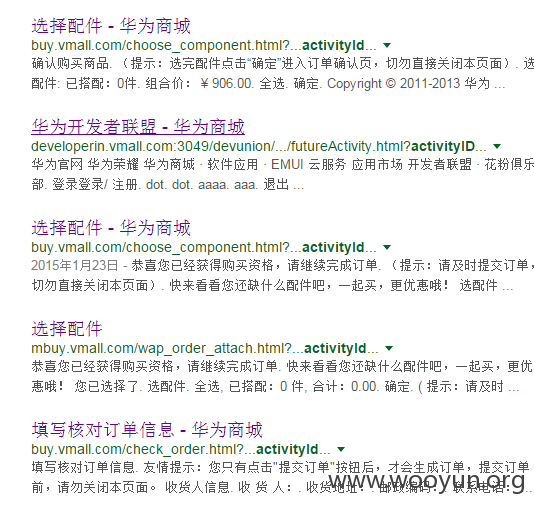 选择配件 - 华为商城
buy.vmall.com/choose_component.html?...activityId...
确认购买商品. （提示：选完配件点击“确定”进入订单确认页，切勿直接关闭本页面）. 选
配件: 已搭配：0件. 组合价： ¥ 906.00. 全选. 确定. Copyright © 2011-2013 华为 ...
华为开发者联盟 - 华为商城
developerin.vmall.com:3049/devunion/.../futureActivity.html?activityID...
华为官网 华为荣耀 华为商城 · 软件应用 · EMUI 云服务 应用市场 开发者联盟 · 花粉俱乐
部. 登录登录/ 注册. dot. dot. aaaa. aaa. 退出 ...
选择配件 - 华为商城
buy.vmall.com/choose_component.html?...activityId...
2015年1月23日 - 恭喜您已经获得购买资格，请继续完成订单. （提示：请及时提交订单，
切勿直接关闭本页面）. 快来看看您还缺什么配件吧，一起买，更优惠哦！ 选配件 ...
选择配件
mbuy.vmall.com/wap_order_attach.html?...activityId...
恭喜您已经获得购买资格，请继续完成订单. 快来看看您还缺什么配件吧，一起买，更优
惠哦！ 您已选择了. 选配件. 全选, 已搭配：0 件, 合计：0.00. 确定. ( 提示：请及时 ...
填写核对订单信息 - 华为商城
buy.vmall.com/check_order.html?...activityId...
填写核对订单信息. 友情提示：您只有点击"提交订单"按钮后，才会生成订单，提交订单
前，请勿关闭本页面。 收货人信息. 收 货 人：. 收货地址：. 邮政编码：. 联系电话：...
www.wooyun.org